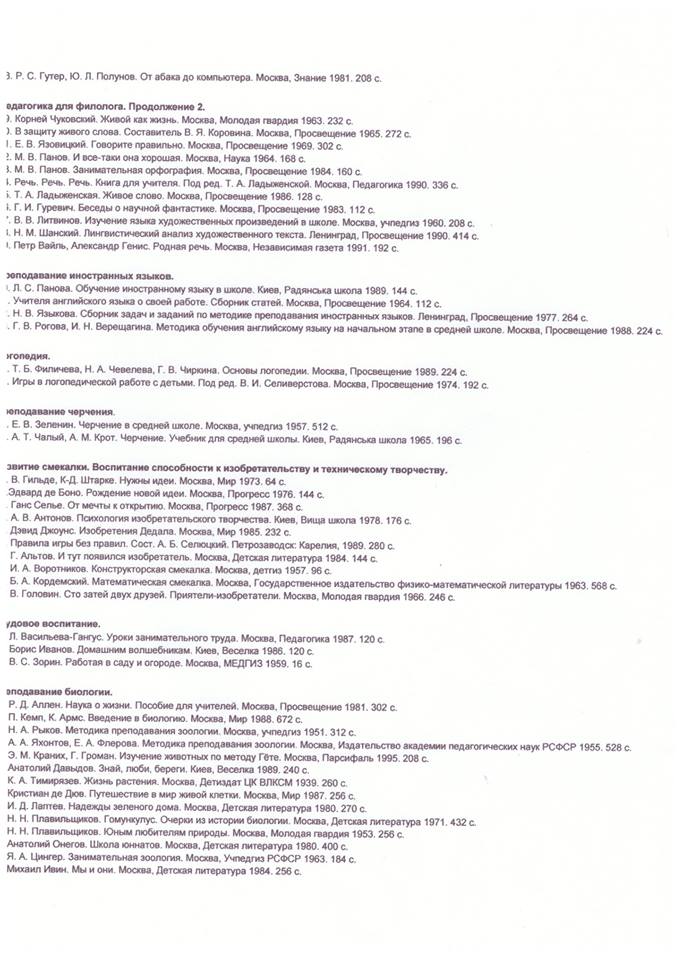 3. Р. С. Гутер, Ю. Л. Полунов. От абака до компьютера. Москва, Знание 1981. 208 с.
едагогика для филолога. Продолжение 2.
9. Корней Чуковский. Живой как жизнь. Москва, Молодая гвардия 1963. 232 с.
0. В защиту живого слова. Составитель В. Я. Коровина. Москва, Просвещение 1965. 272 с.
1. Е. В. Язовицкий. Говорите правильно. Москва, Просвещение 1969. 302 с.
2. М. В. Панов. И все-таки она хорошая. Москва, Наука 1964. 168 с.
3. М. В. Панов. Занимательная орфография. Москва, Просвещение 1984. 160 с.
4. Речь. Речь. Речь. Книга для учителя. Под ред. Т. А. Ладыженской. Москва, Педагогика 1990. 336 с.
5. Т. А. Ладыженская. Живое слово. Москва, Просвещение 1986. 128 с.
6. Г. И. Гуревич. Беседы о научной фантастике. Москва, Просвещение 1983. 112 с.
7. В. В. Литвинов. Изучение языка художественных произведений в школе. Москва, учпедгиз 1960. 208 с.
8. Н. М. Шанский. Лингвистический анализ художественного текста. Ленинград, Просвещение 1990. 414 с.
9. Петр Вайль, Александр Генис. Родная речь. Москва, Независимая газета 1991. 192 с.
реподавание иностранных языков.
0. Л. С. Панова. Обучение иностранному языку в школе. Киев, Радянська школа 1989. 144 с.
. Учителя английского языка о своей работе. Сборник статей. Москва, Просвещение 1964. 112 с.
. Н. В. Языкова. Сборник задач и заданий по методике преподавания иностранных языков. Ленинград, Просвещение 1977. 264 с.
. Г. В. Рогова, И. Н. Верещагина. Методика обучения английскому языку на начальном этапе в средней школе. Москва, Просвещение 1988. 224 с.
огопедия.
. Т. Б. Филичева, Н. А. Чевелева, Г. В. Чиркина. Основы логопедии. Москва, Просвещение 1989. 224 с.
. Игры в логопедической работе с детьми. Под ред. В. И. Селиверстова. Москва, Просвещение 1974. 192 с.
реподавание черчения.
. Е. В. Зеленин. Черчение в средней школе. Москва, учпедгиз 1957. 512 с.
. А. Т. Чалый, А. М. Крот. Черчение. Учебник для средней школы. Киев, Радянська школа 1965. 196 с.
звитие смекалки. Воспитание способности к изобретательству и техническому творчеству.
. В. Гильде, К-Д. Штарке. Нужны идеи. Москва, Мир 1973. 64 с.
.Эдвард де Боно. Рождение новой идеи. Москва, Прогресс 1976. 144 с.
. Ганс Селье. От мечты к открытию. Москва, Прогресс 1987. 368 с.
. А. В. Антонов. Психология изобретательского творчества. Киев, Вища школа 1978. 176 с.
Дэвид Джоунс. Изобретения Дедала. Москва, Мир 1985. 232 с.
Правила игры без правил. Сост. А. Б. Селюцкий. Петрозаводск: Карелия, 1989. 280 с.
Г. Альтов. И тут появился изобретатель. Москва, Детская литература 1984. 144 с.
И. А. Воротников. Конструкторская смекалка. Москва, детгиз 1957. 96 с.
Б. А. Кордемский. Математическая смекалка. Москва, Государственное издательство физико-математической литературы 1963. 568 с.
В. Головин. Сто затей двух друзей. Приятели-изобретатели. Москва, Молодая гвардия 1966. 246 с.
удовое воспитание.
Л. Васильева-Гангус. Уроки занимательного труда. Москва, Педагогика 1987. 120 с.
Борис Иванов. Домашним волшебникам. Киев, Веселка 1986. 120 с.
В. С. Зорин. Работая в саду и огороде. Москва, МЕДГИЗ 1959. 16 с.
еподавание биологии.
Р. Д. Аллен. Наука о жизни. Пособие для учителей. Москва, Просвещение 1981. 302 с.
П. Кемп, К. Армс. Введение в биологию. Москва, Мир 1988. 672 с.
Н. А. Рыков. Методика преподавания зоологии. Москва, учпедгиз 1951. 312 с.
А. А. Яхонтов, Е. А. Флерова. Методика преподавания зоологии. Москва, Издательство академии педагогических наук РСФСР 1955. 528 с.
Э. М. Краних, Г. Громан. Изучение животных по методу Гёте. Москва, Парсифаль 1995. 208 с.
Анатолий Давыдов. Знай, люби, береги. Киев, Веселка 1989. 240 с.
К. А. Тимирязев. Жизнь растения. Москва, Детиздат ЦК ВЛКСМ 1939. 260 с.
Кристиан де Дюв. Путешествие в мир живой клетки. Москва, Мир 1987. 256 с.
И. Д. Лаптев. Надежды зеленого дома. Москва, Детская литература 1980. 270 с.
Н. Н. Плавильщиков. Гомункулус. Очерки из истории биологии. Москва, Детская литература 1971. 432 с.
Н. Н. Плавильщиков. Юным любителям природы. Москва, Молодая гвардия 1953. 256 с.
Анатолий Онегов. Школа юннатов. Москва, Детская литература 1980. 400 с.
Я. А. Цингер. Занимательная зоология. Москва, Учпедгиз РСФСР 1963. 184 с.
Михаил Ивин. Мы и они. Москва, Детская литература 1984. 256 с.